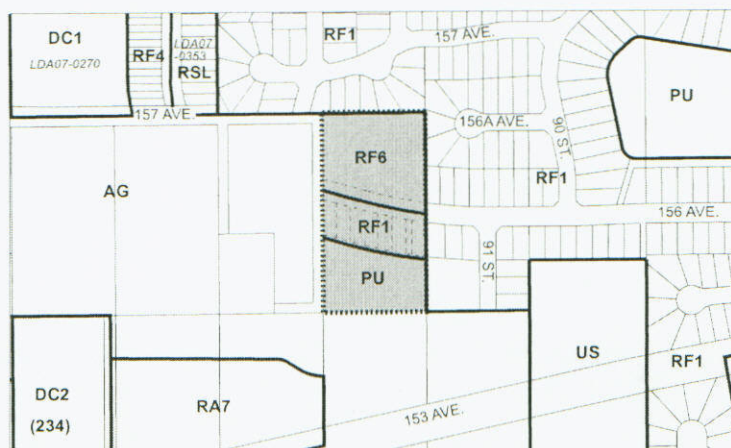 DC1
LDA07-0270
RF4
LDA07
-0353
RSL
RF1
157 AVE.
PU
157 AVE.
156A AVE.
90 ST.
AG
RF6
RF1
RF1
156 AVE.
91 ST.
PU
US
RF1
DC2
(234)
RA7
153 AVE.